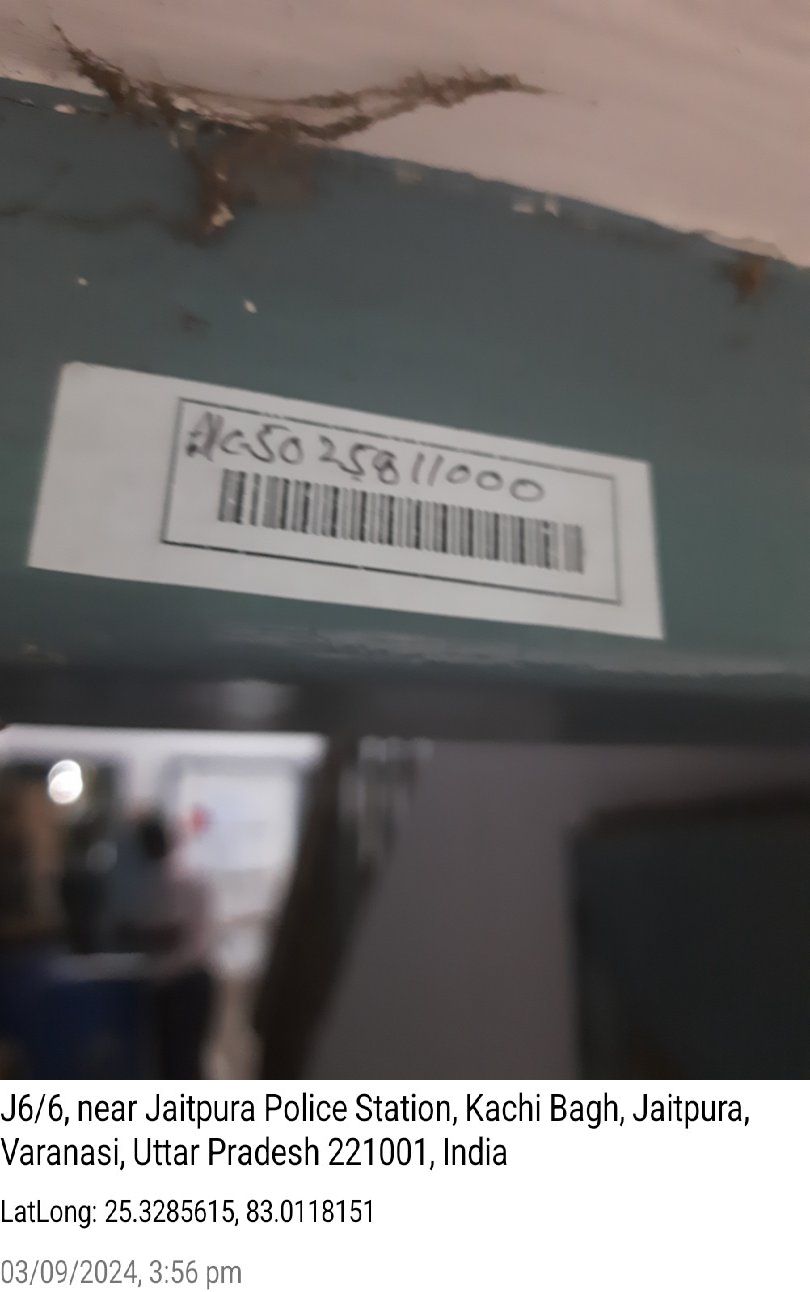 AC5025811000
J6/6, near Jaitpura Police Station, Kachi Bagh, Jaitpura,
Varanasi, Uttar Pradesh 221001, India
LatLong: 25.3285615, 83.0118151
03/09/2024, 3:56 pm